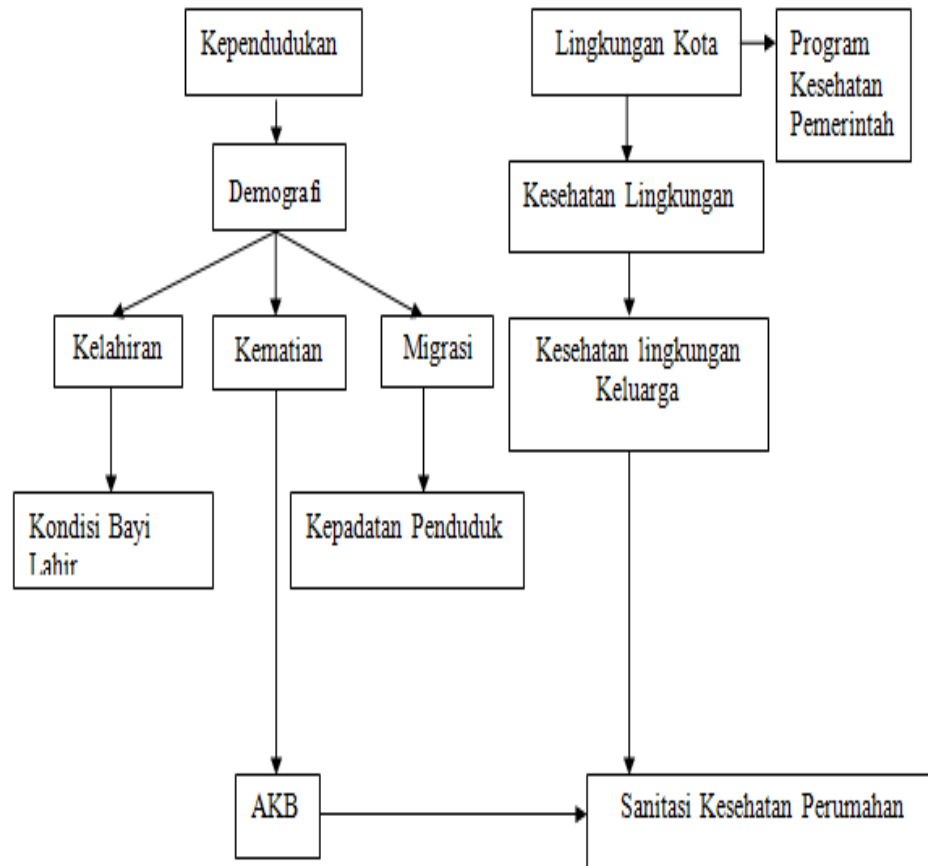 Kependudukan
Lingkungan Kota
Program
Kesehatan
Pemerintah
Demografi
Kesehatan Lingkungan
Kelahiran
Kematian
Migrasi
Kesehatan lingkungan
Keluarga
Kondisi Bayi
Lahir
Kepadatan Penduduk
AKB
Sanitasi Kesehatan Perumahan